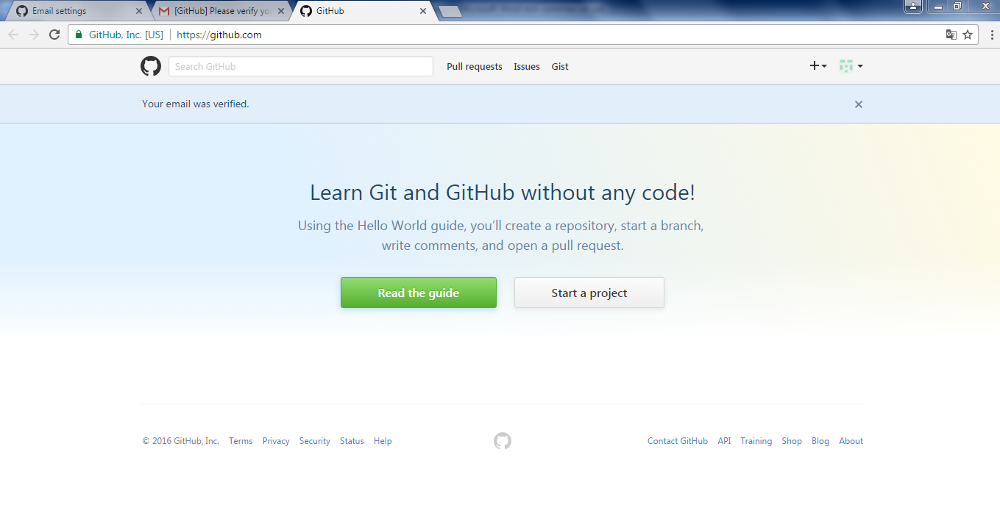 Email settings
[GitHub] Please verify yo
GitHub
GitHub, Inc. [US]
https://github.com
Search GitHub
Pull requests
Issues
Gist
Your email was verified.
Learn Git and GitHub without any code!
Using the Hello World guide, you’ll create a repository, start a branch,
write comments, and open a pull request.
Read the guide
Start a project
© 2016 GitHub, Inc.
Terms
Privacy
Security
Status
Help
Contact GitHub
API
Training
Shop
Blog
About